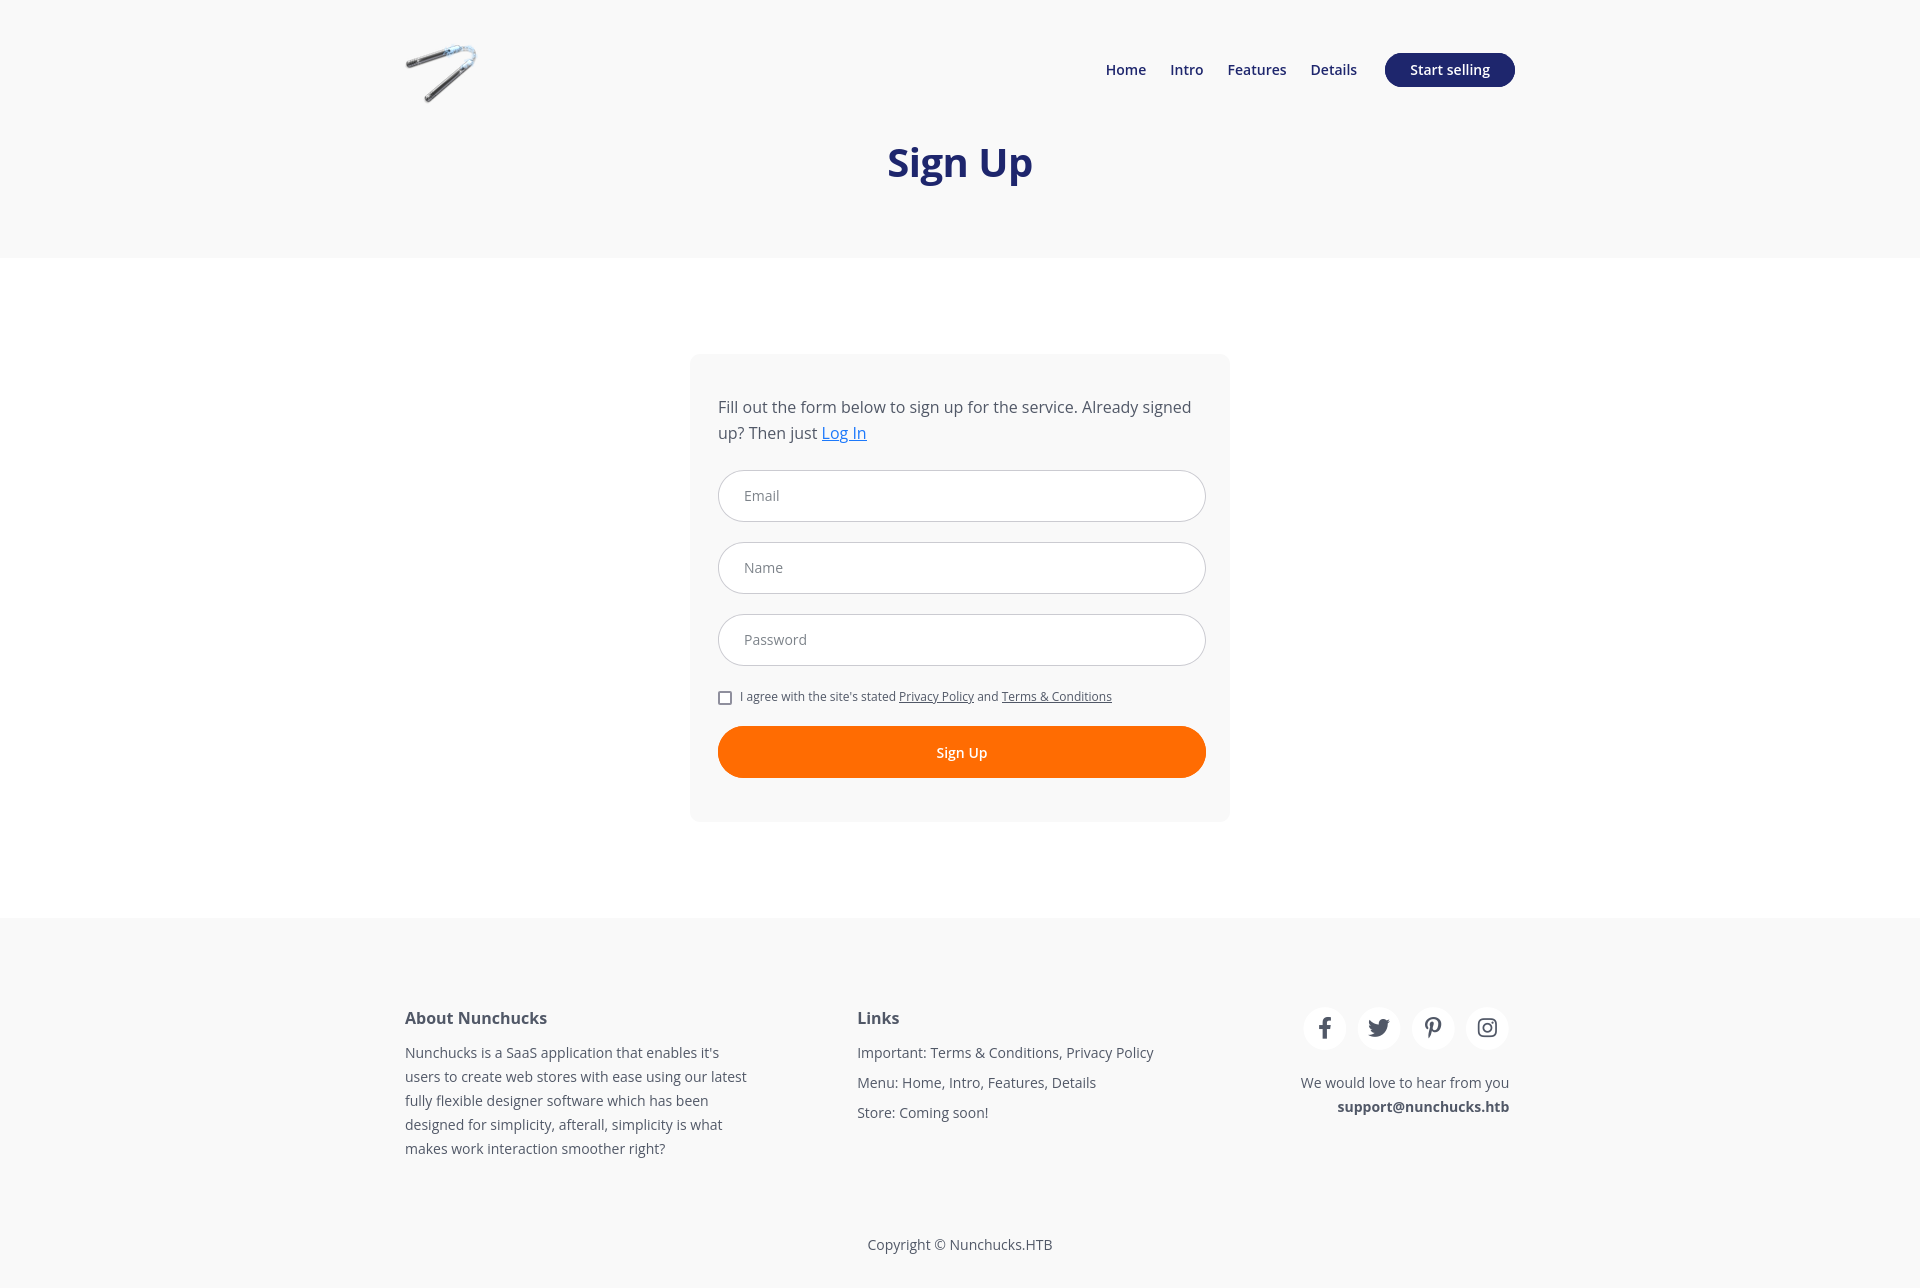 Home
Intro
Features
Details
Start selling
Sign Up
Fill out the form below to sign up for the service. Already signed
up? Then just Log In
Email
Name
Password
I agree with the site's stated Privacy Policy and Terms & Conditions
Sign Up
About Nunchucks
Nunchucks is a SaaS application that enables it's
users to create web stores with ease using our latest
fully flexible designer software which has been
designed for simplicity, afterall, simplicity is what
makes work interaction smoother right?
Links
Important: Terms & Conditions, Privacy Policy
Menu: Home, Intro, Features, Details
Store: Coming soon!
We would love to hear from you
support@nunchucks.htb
Copyright © Nunchucks.HTB